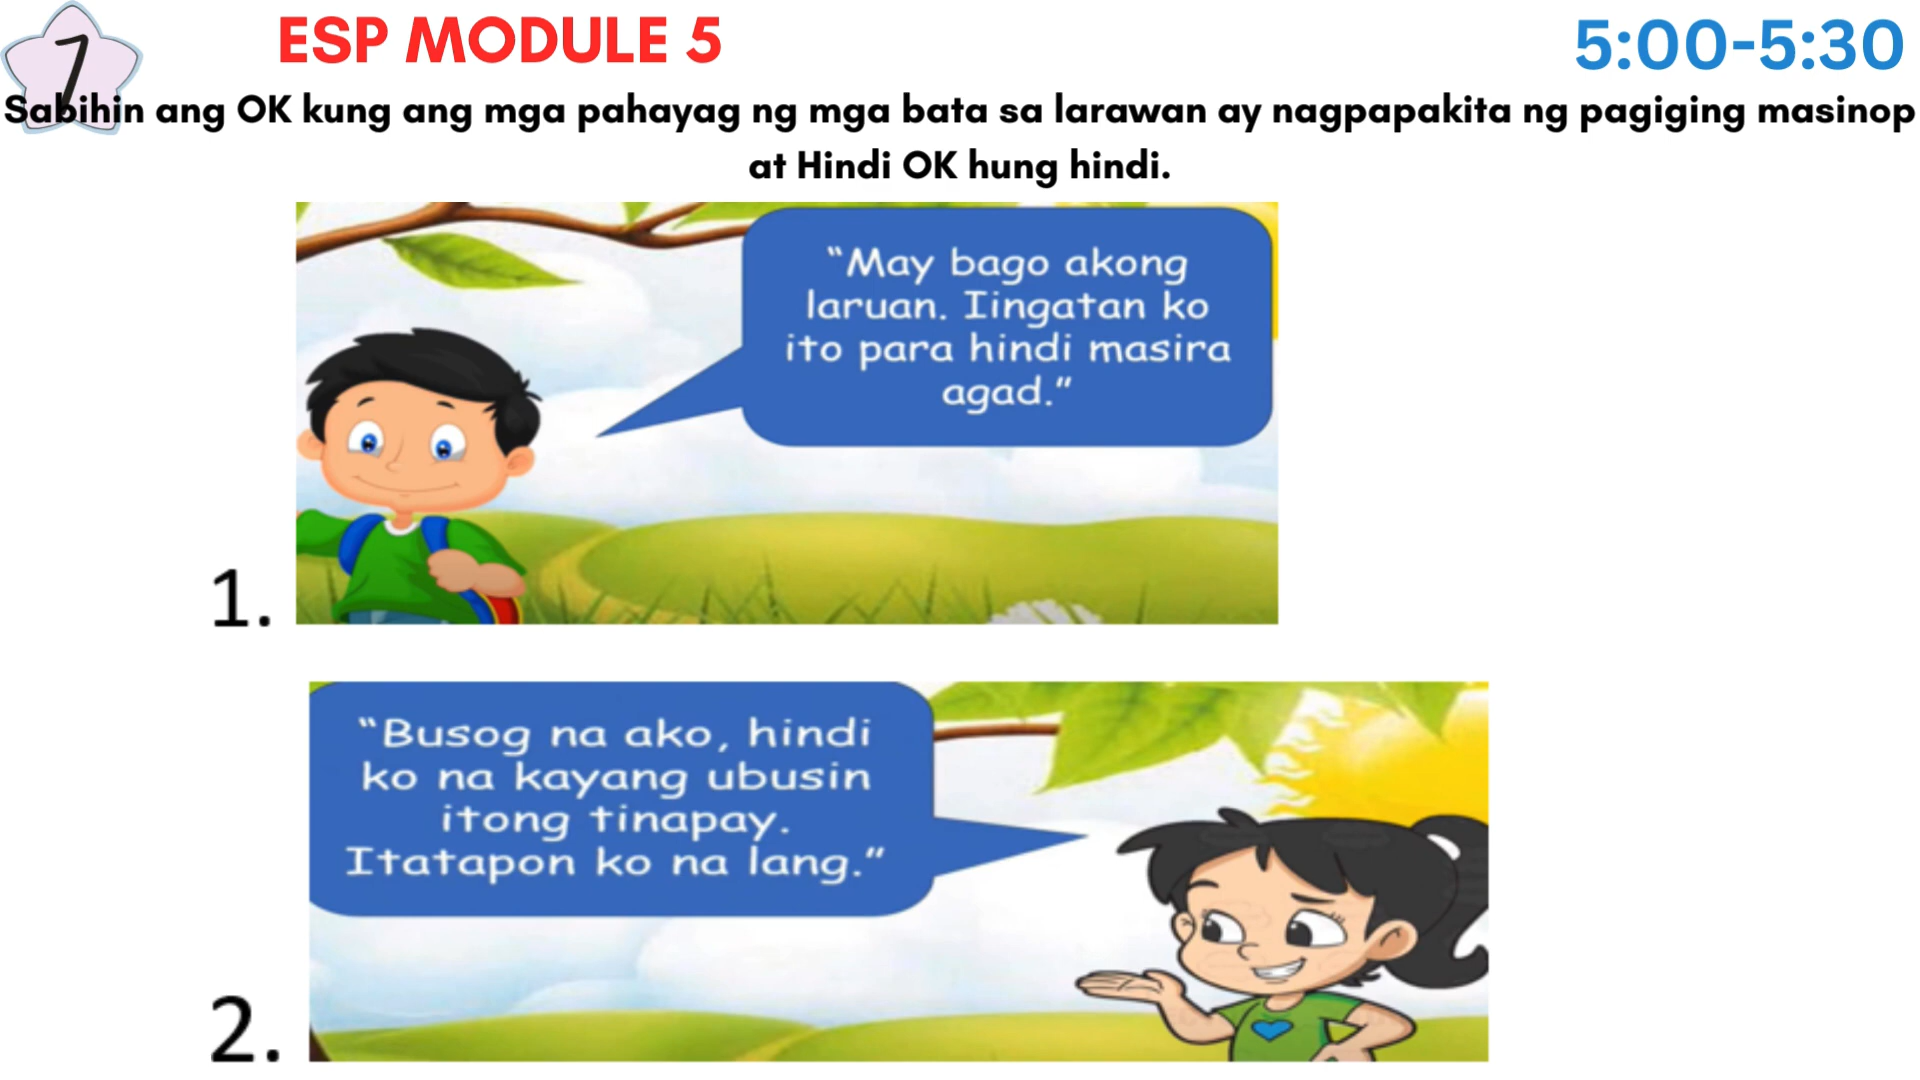 7
ESP MODULE 5
5:00-5:30
Sabihin ang OK kung ang mga pahayag ng mga bata sa larawan ay nagpapakita ng pagiging masinop
at Hindi OK hung hindi.
"May bago akong
laruan. Iingatan ko
ito para hindi masira
agad."
1.
"Busog na ako, hindi
ko na kayang ubusin
itong tinapay.
Itatapon ko na lang."
2.